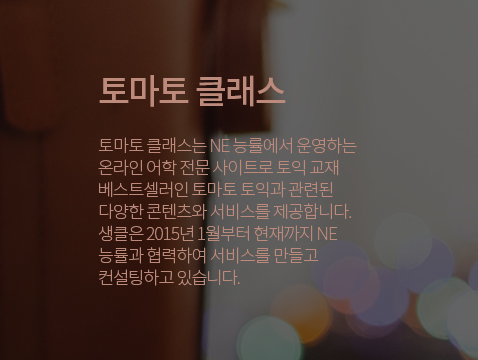 토마토 클래스
토마토 클래스는 NE 능률에서 운영하는
온라인 어학 전문 사이트로 토익 교재
베스트셀러인 토마토 토익과 관련된
다양한 콘텐츠와 서비스를 제공합니다.
생클은 2015년 1월부터 현재까지 NE
능률과 협력하여 서비스를 만들고
컨설팅하고 있습니다.